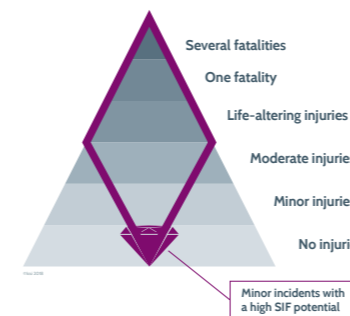 Several fatalities
One fatality
Life-altering injuries
Moderate injurie
Minor injurie
No injuri
Minor incidents with
a high SIF potential